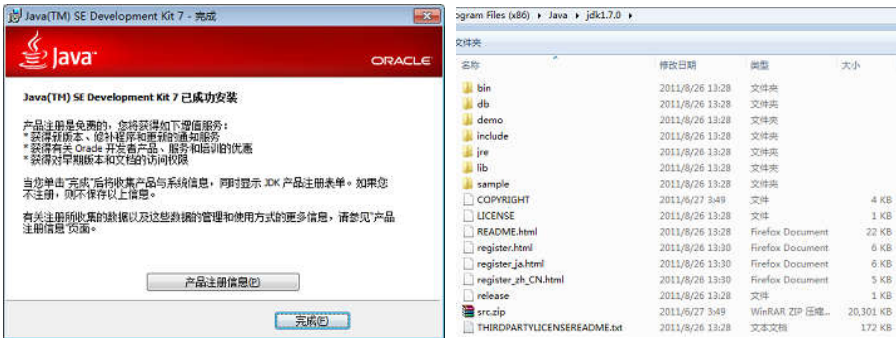 Java(TM) SE Development Kit 7 - 完成
Java
ORACLE
Java(TM) SE Development Kit 7 已成功安装
产品注册是免费的，您将获得如下增值服务：
* 获得新版本、修补程序和更新的通知服务
* 获得有关 Oracle 开发者产品、服务和培训的优惠
* 获得对早期版本和文档的访问权限
当您单击“完成”后将收集产品与系统信息，同时显示 JDK 产品注册表单。如果您
不注册，则不保存以上信息。
有关注册所收集的数据以及这些数据的管理和使用方式的更多信息，请参见“产品
注册信息”页面。
产品注册信息(P)
完成(F)
ogram Files (x86) ▸ Java ▸ jdk1.7.0 ▸
文件夹
名称 修改日期 类型 大小
bin 2011/8/26 13:28 文件夹
db 2011/8/26 13:28 文件夹
demo 2011/8/26 13:28 文件夹
include 2011/8/26 13:28 文件夹
jre 2011/8/26 13:28 文件夹
lib 2011/8/26 13:28 文件夹
sample 2011/8/26 13:28 文件夹
COPYRIGHT 2011/6/27 3:49 文件 4 KB
LICENSE 2011/8/26 13:28 文件 1 KB
README.html 2011/8/26 13:28 Firefox Document 22 KB
register.html 2011/8/26 13:30 Firefox Document 6 KB
register_ja.html 2011/8/26 13:30 Firefox Document 6 KB
register_zh_CN.html 2011/8/26 13:30 Firefox Document 5 KB
release 2011/8/26 13:28 文件 1 KB
src.zip 2011/6/27 3:49 WinRAR ZIP 压缩... 20,301 KB
THIRDPARTYLICENSEREADME.txt 2011/8/26 13:28 文本文档 172 KB